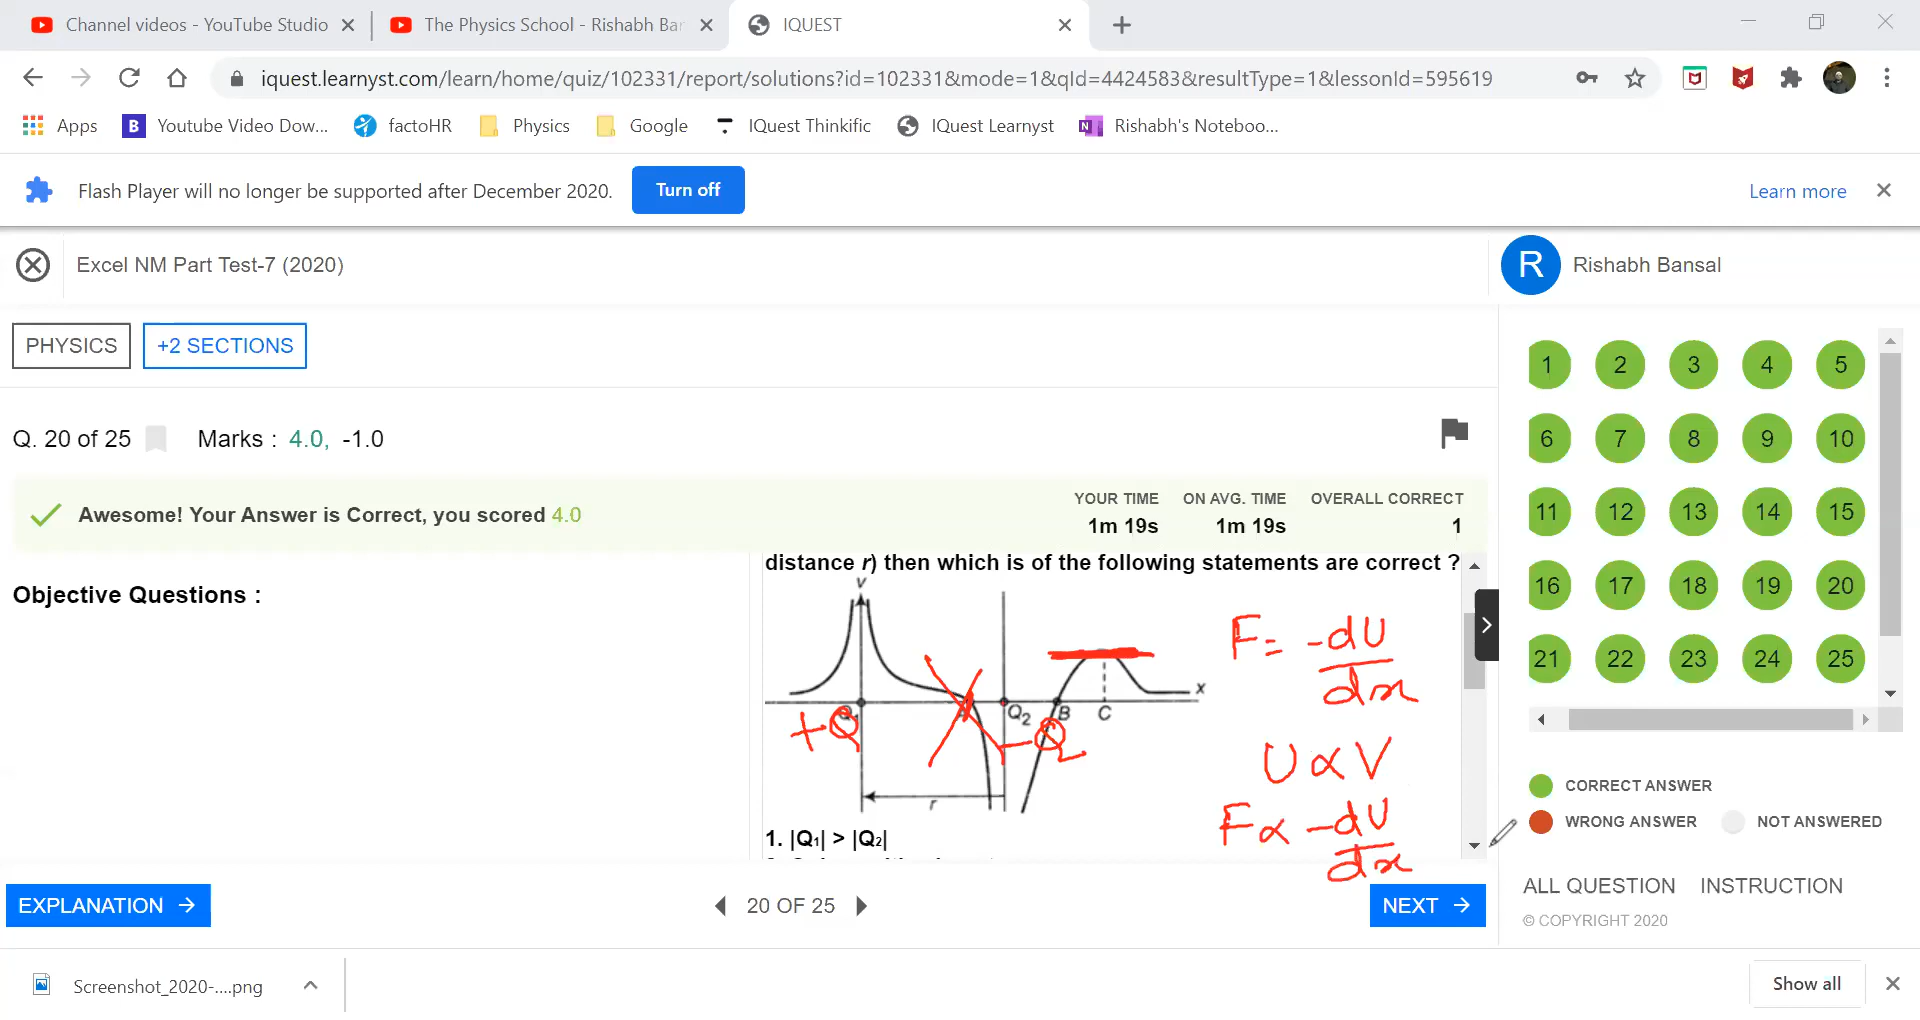 Channel videos - YouTube Studio
The Physics School - Rishabh Ban
IQUEST
iquest.learnyst.com/learn/home/quiz/102331/report/solutions?id=102331&mode=1&qId=4424583&resultType=1&lessonId=595619
Apps
Youtube Video Dow...
factoHR
Physics
Google
IQuest Thinkific
IQuest Learnyst
Rishabh's Noteboo...
Flash Player will no longer be supported after December 2020.
Turn off
Learn more
Excel NM Part Test-7 (2020)
R
Rishabh Bansal
PHYSICS
+2 SECTIONS
Q. 20 of 25
Marks : 4.0, -1.0
Awesome! Your Answer is Correct, you scored 4.0
YOUR TIME
1m 19s
ON AVG. TIME
1m 19s
OVERALL CORRECT
1
Objective Questions :
distance r) then which is of the following statements are correct ?
V
x
Q₂
B
C
r
+Q
-Q
F = -dU/dx
U ∝ V
F ∝ -dU/dx
1. |Q₁| > |Q₂|
1 2 3 4 5
6 7 8 9 10
11 12 13 14 15
16 17 18 19 20
21 22 23 24 25
CORRECT ANSWER
WRONG ANSWER
NOT ANSWERED
EXPLANATION
20 OF 25
NEXT
ALL QUESTION
INSTRUCTION
© COPYRIGHT 2020
Screenshot_2020-....png
Show all